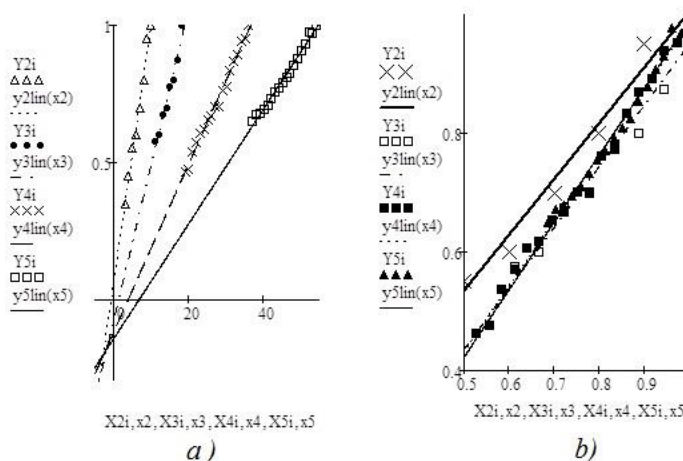 1
Y2i
y2lin(x2)
Y3i
y3lin(x3)
Y4i
y4lin(x4)
Y5i
y5lin(x5)
0.5
0 20 40
X2i,x2,X3i,x3,X4i,x4,X5i,x5
a)
Y2i
y2lin(x2)
Y3i
y3lin(x3)
Y4i
y4lin(x4)
Y5i
y5lin(x5)
0.8
0.6
0.4
0.5 0.6 0.7 0.8 0.9
X2i,x2,X3i,x3,X4i,x4,X5i,x5
b)